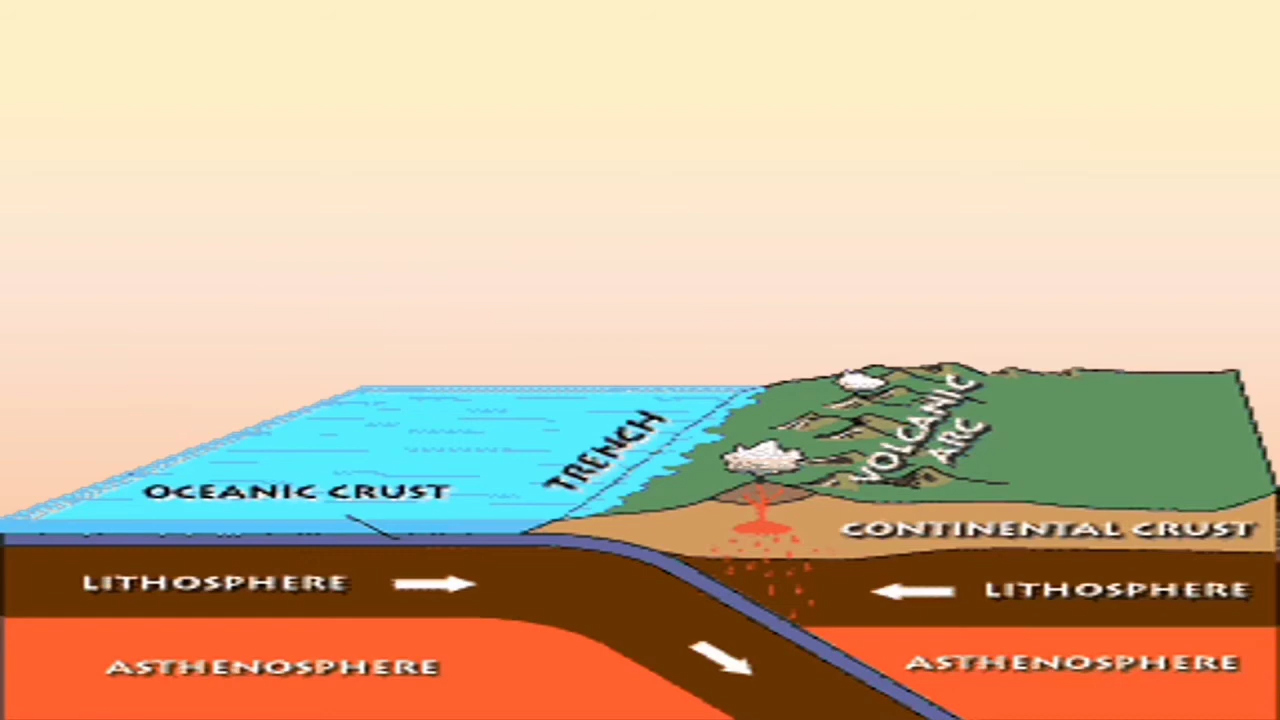 TRENCH
VOLCANIC
ARC
OCEANIC CRUST
CONTINENTAL CRUST
LITHOSPHERE
LITHOSPHERE
ASTHENOSPHERE
ASTHENOSPHERE